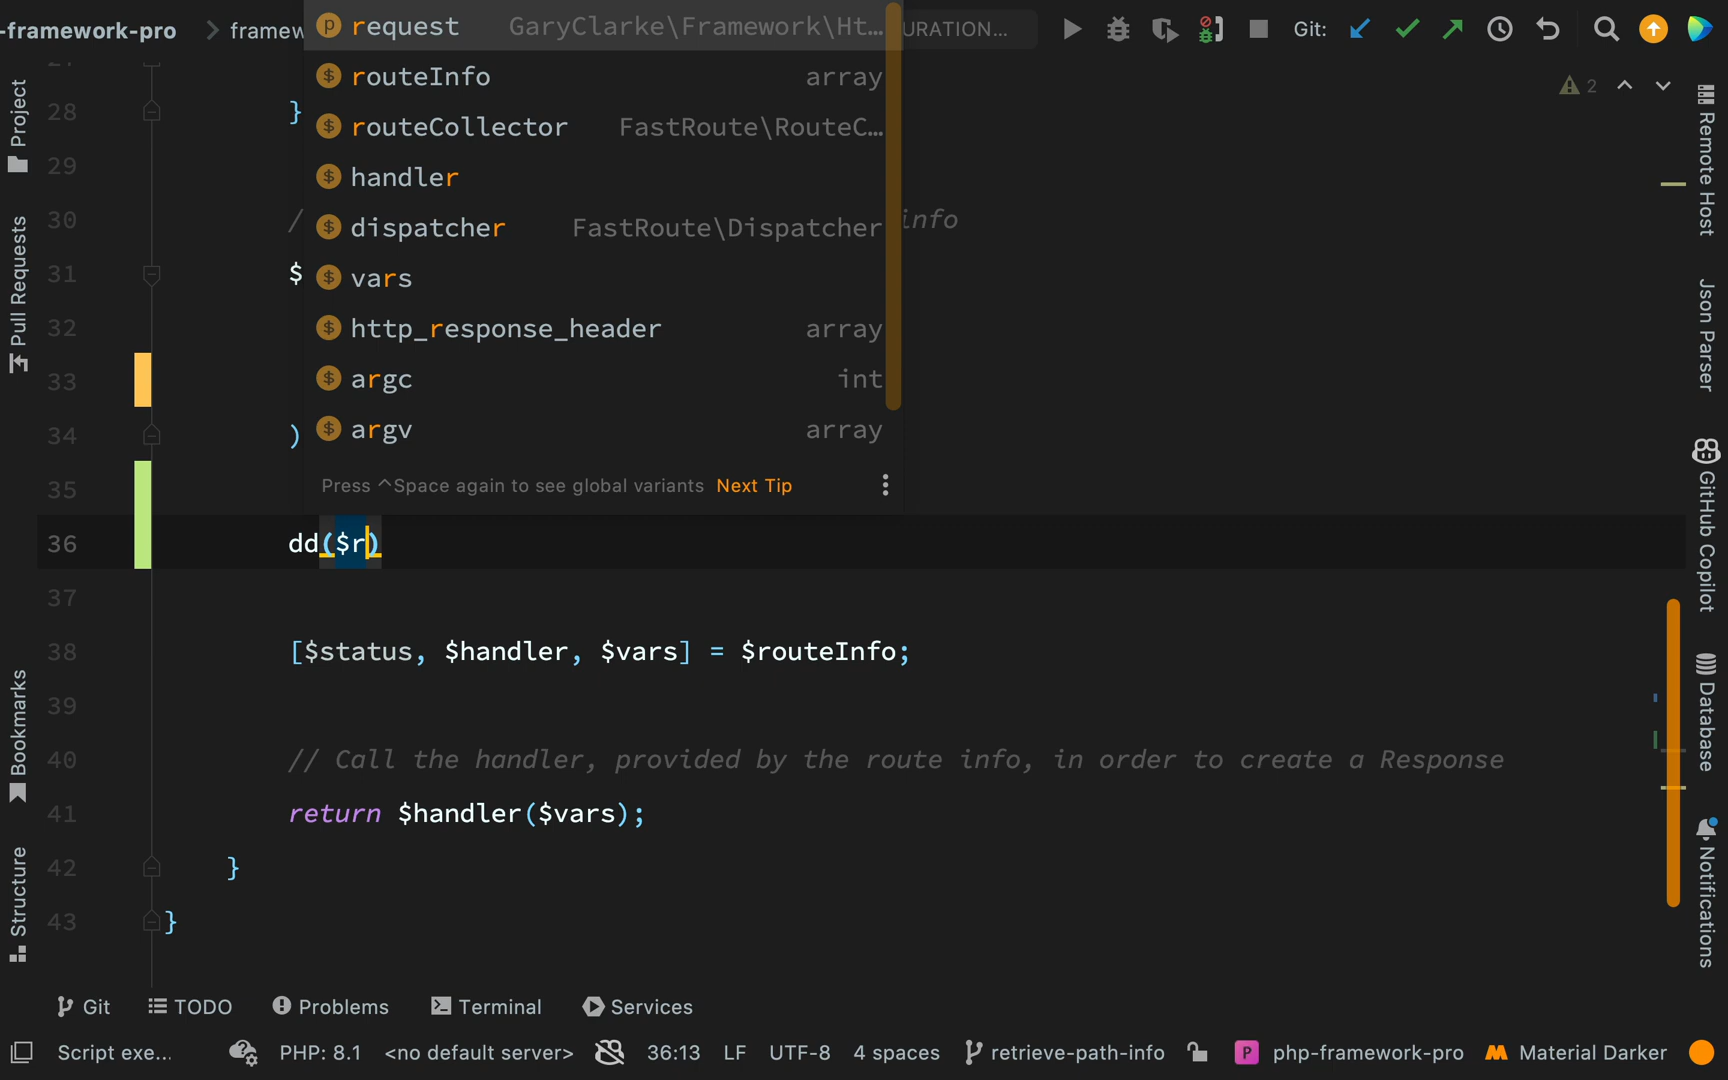 -framework-pro
framew
URATION...
Git:
request GaryClarke\Framework\Ht...
routeInfo array
routeCollector FastRoute\RouteC...
handler
dispatcher FastRoute\Dispatcher
vars
http_response_header array
argc int
argv array
Press ^Space again to see global variants Next Tip
2
28 }
29
30 / info
31 $
32
33
34 )
35
36 dd($r)
37
38 [$status, $handler, $vars] = $routeInfo;
39
40 // Call the handler, provided by the route info, in order to create a Response
41 return $handler($vars);
42 }
43 }
Project
Pull Requests
Bookmarks
Structure
Remote Host
Json Parser
GitHub Copilot
Database
Notifications
Git TODO Problems Terminal Services
Script exe... PHP: 8.1 <no default server> 36:13 LF UTF-8 4 spaces retrieve-path-info P php-framework-pro Material Darker